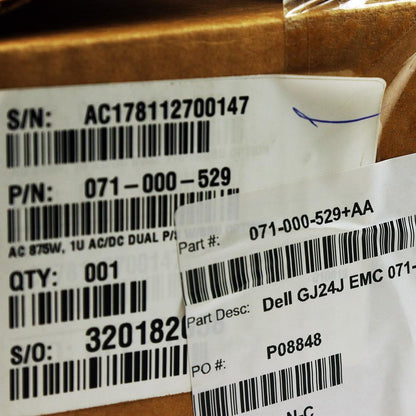 S/N: AC178112700147
P/N: 071-000-529
AC 875W, 1U AC/DC DUAL P/S
QTY: 001
S/O: 320182
Part #: 071-000-529+AA
Part Desc: Dell GJ24J EMC 071-
PO #: P08848
N-C